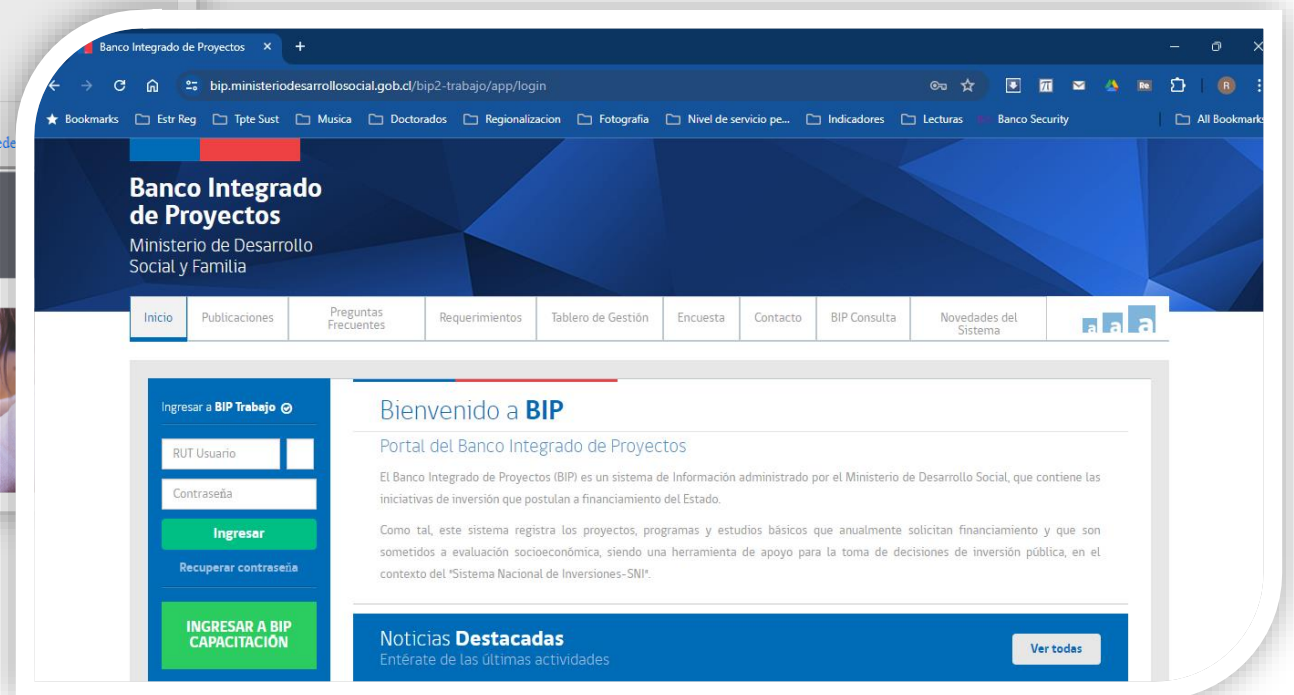 Banco Integrado de Proyectos
bip.ministeriodesarrollosocial.gob.cl/bip2-trabajo/app/login
R
Bookmarks Estr Reg Tpte Sust Musica Doctorados Regionalizacion Fotografia Nivel de servicio pe... Indicadores Lecturas Banco Security All Bookmarks
Banco Integrado
de Proyectos
Ministerio de Desarrollo
Social y Familia
Inicio
Publicaciones
Preguntas
Frecuentes
Requerimientos
Tablero de Gestión
Encuesta
Contacto
BIP Consulta
Novedades del
Sistema
a a a
Ingresar a BIP Trabajo
RUT Usuario
Contraseña
Ingresar
Recuperar contraseña
INGRESAR A BIP
CAPACITACIÓN
Bienvenido a BIP
Portal del Banco Integrado de Proyectos
El Banco Integrado de Proyectos (BIP) es un sistema de Información administrado por el Ministerio de Desarrollo Social, que contiene las
iniciativas de inversión que postulan a financiamiento del Estado.
Como tal, este sistema registra los proyectos, programas y estudios básicos que anualmente solicitan financiamiento y que son
sometidos a evaluación socioeconómica, siendo una herramienta de apoyo para la toma de decisiones de inversión pública, en el
contexto del "Sistema Nacional de Inversiones-SNI".
Noticias Destacadas
Entérate de las últimas actividades
Ver todas